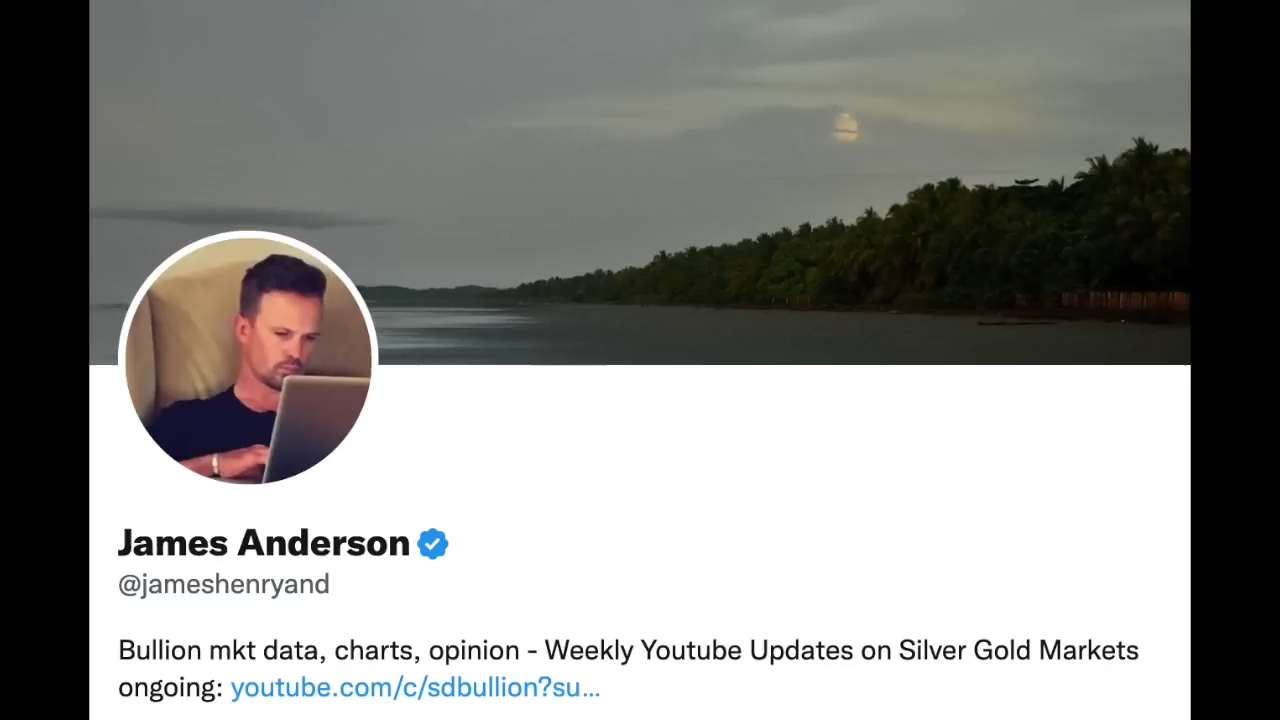 James Anderson
@jameshenryand
Bullion mkt data, charts, opinion - Weekly Youtube Updates on Silver Gold Markets
ongoing: youtube.com/c/sdbullion?su...